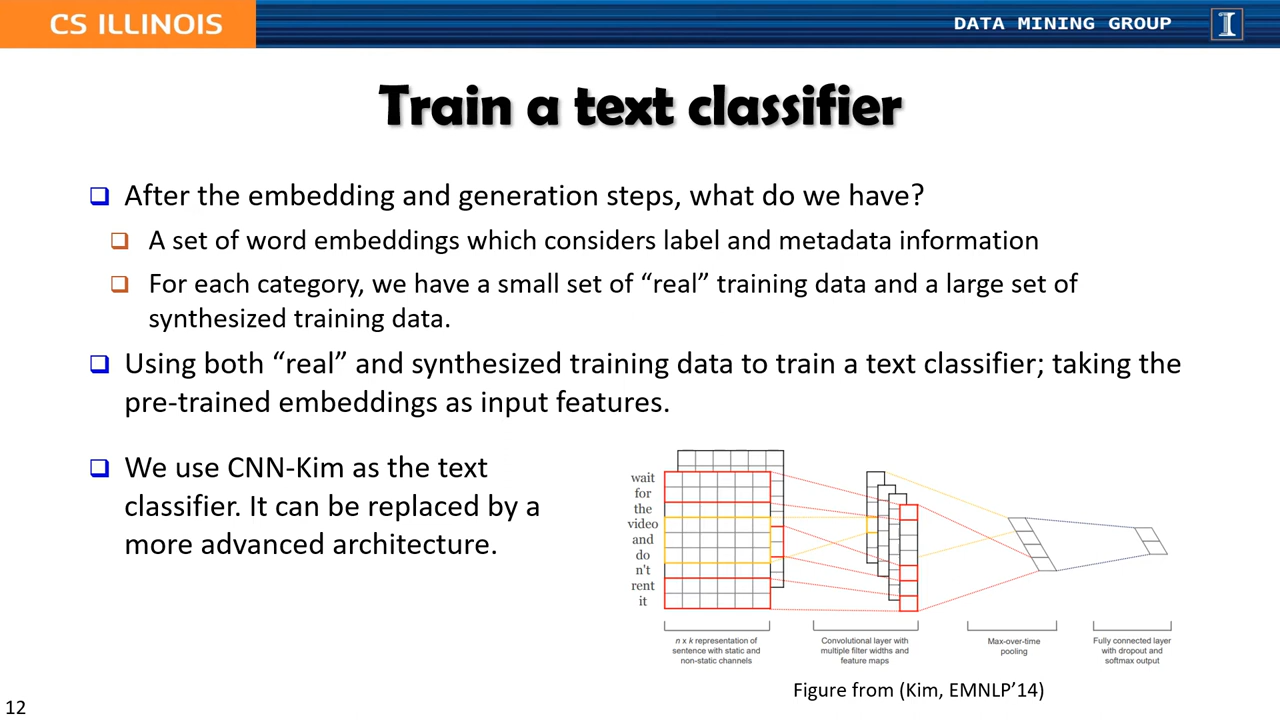 CS ILLINOIS
DATA MINING GROUP
I
Train a text classifier
After the embedding and generation steps, what do we have?
A set of word embeddings which considers label and metadata information
For each category, we have a small set of “real” training data and a large set of
synthesized training data.
Using both “real” and synthesized training data to train a text classifier; taking the
pre-trained embeddings as input features.
We use CNN-Kim as the text
classifier. It can be replaced by a
more advanced architecture.
wait
for
the
video
and
do
n't
rent
it
n x k representation of
sentence with static and
non-static channels
Convolutional layer with
multiple filter widths and
feature maps
Max-over-time
pooling
Fully connected layer
with dropout and
softmax output
Figure from (Kim, EMNLP’14)
12